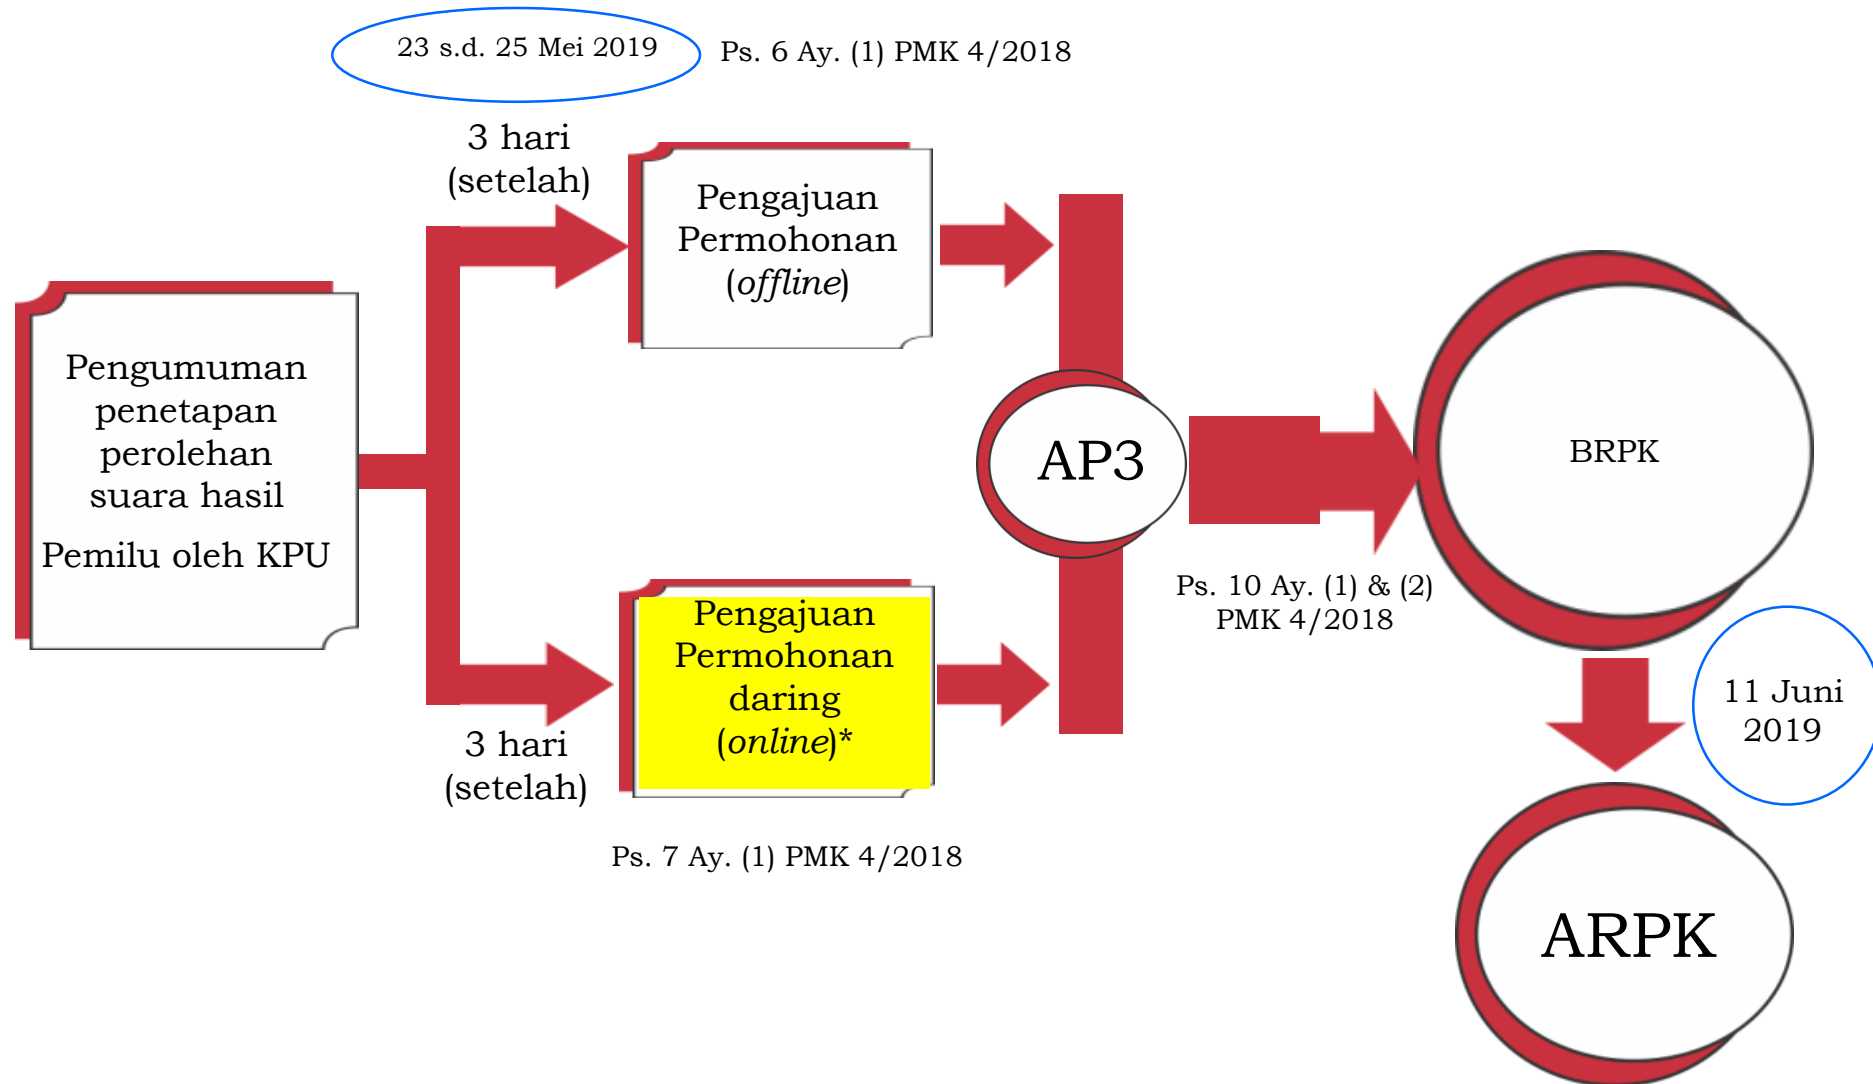 23 s.d. 25 Mei 2019
Ps. 6 Ay. (1) PMK 4/2018
3 hari
(setelah)
Pengajuan
Permohonan
(offline)
Pengumuman
penetapan
perolehan
suara hasil
Pemilu oleh KPU
AP3
BRPK
Ps. 10 Ay. (1) & (2)
PMK 4/2018
Pengajuan
Permohonan
daring
(online)*
3 hari
(setelah)
Ps. 7 Ay. (1) PMK 4/2018
11 Juni
2019
ARPK